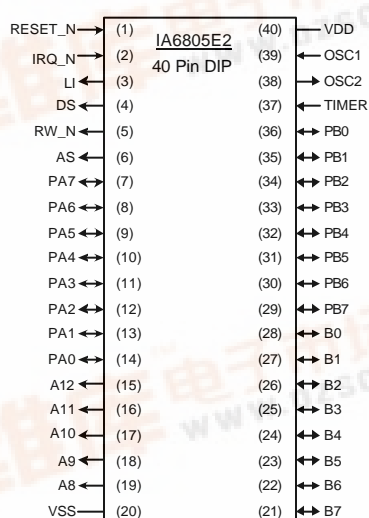 IA6805E2
40 Pin DIP
RESET_N (1) (40) VDD
IRQ_N (2) (39) OSC1
LI (3) (38) OSC2
DS (4) (37) TIMER
RW_N (5) (36) PB0
AS (6) (35) PB1
PA7 (7) (34) PB2
PA6 (8) (33) PB3
PA5 (9) (32) PB4
PA4 (10) (31) PB5
PA3 (11) (30) PB6
PA2 (12) (29) PB7
PA1 (13) (28) B0
PA0 (14) (27) B1
A12 (15) (26) B2
A11 (16) (25) B3
A10 (17) (24) B4
A9 (18) (23) B5
A8 (19) (22) B6
VSS (20) (21) B7